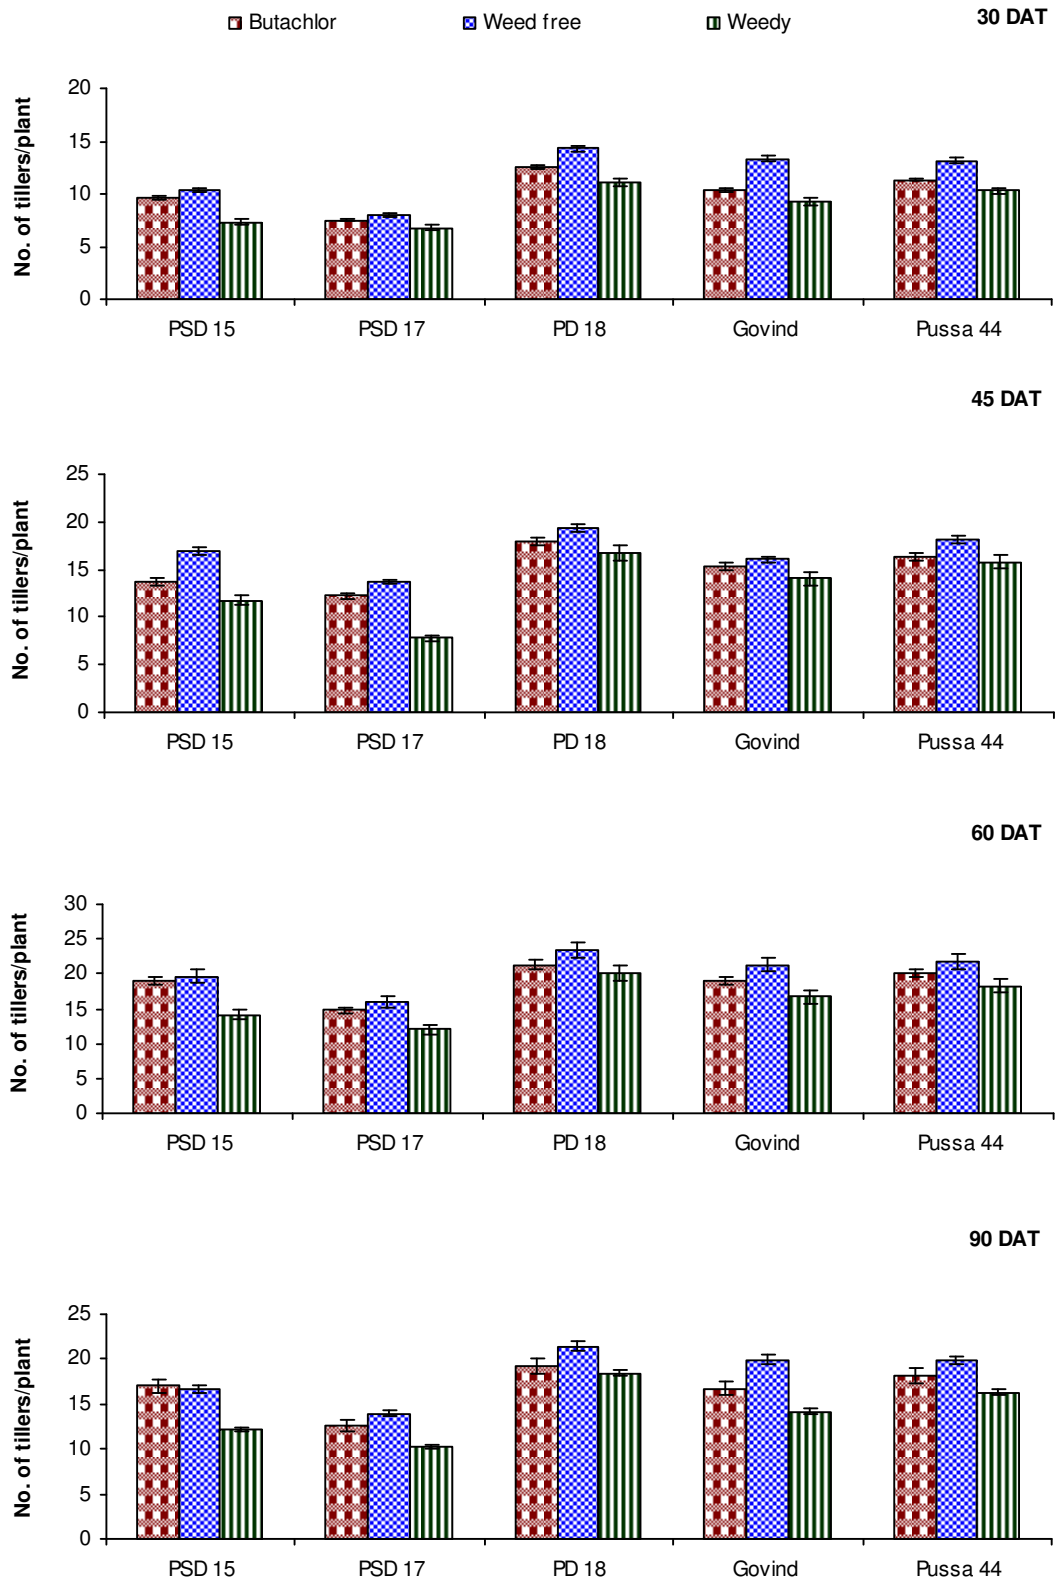 Butachlor Weed free Weedy 30 DAT
No. of tillers/plant
20
15
10
5
0
PSD 15 PSD 17 PD 18 Govind Pussa 44
45 DAT
No. of tillers/plant
25
20
15
10
5
0
PSD 15 PSD 17 PD 18 Govind Pussa 44
60 DAT
No. of tillers/plant
30
25
20
15
10
5
0
PSD 15 PSD 17 PD 18 Govind Pussa 44
90 DAT
No. of tillers/plant
25
20
15
10
5
0
PSD 15 PSD 17 PD 18 Govind Pussa 44